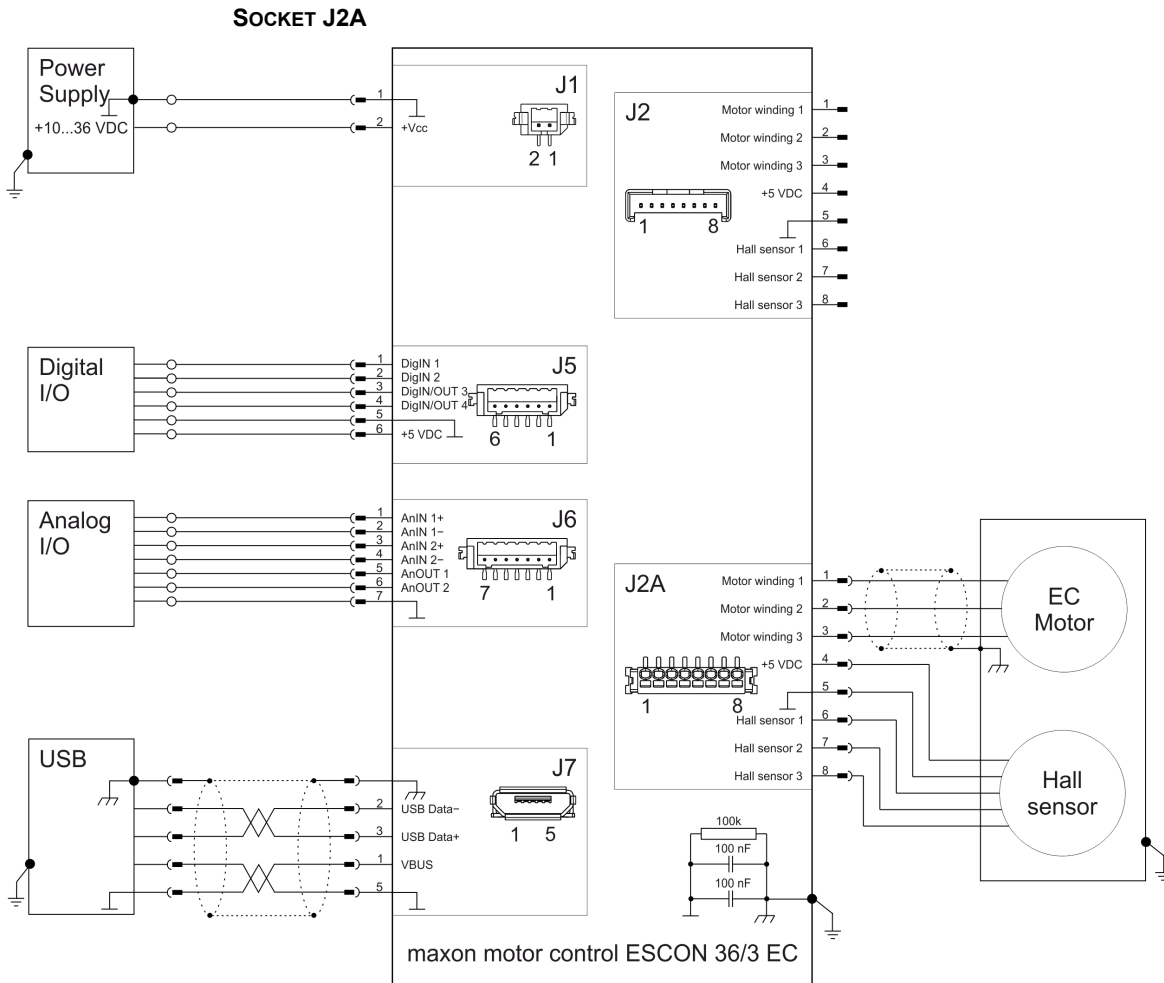 SOCKET J2A
Power
Supply
+10...36 VDC
1
2
+Vcc
J1
2 1
J2
1 8
Motor winding 1 1
Motor winding 2 2
Motor winding 3 3
+5 VDC 4
5
Hall sensor 1 6
Hall sensor 2 7
Hall sensor 3 8
Digital
I/O
1 DigIN 1
2 DigIN 2
3 DigIN/OUT 3
4 DigIN/OUT 4
5
6 +5 VDC
J5
6 1
Analog
I/O
1 AnIN 1+
2 AnIN 1−
3 AnIN 2+
4 AnIN 2−
5 AnOUT 1
6 AnOUT 2
7
J6
7 1
J2A
1 8
Motor winding 1 1
Motor winding 2 2
Motor winding 3 3
+5 VDC 4
5
Hall sensor 1 6
Hall sensor 2 7
Hall sensor 3 8
EC
Motor
Hall
sensor
USB
2 USB Data−
3 USB Data+
1 VBUS
5
J7
1 5
100k
100 nF
100 nF
maxon motor control ESCON 36/3 EC